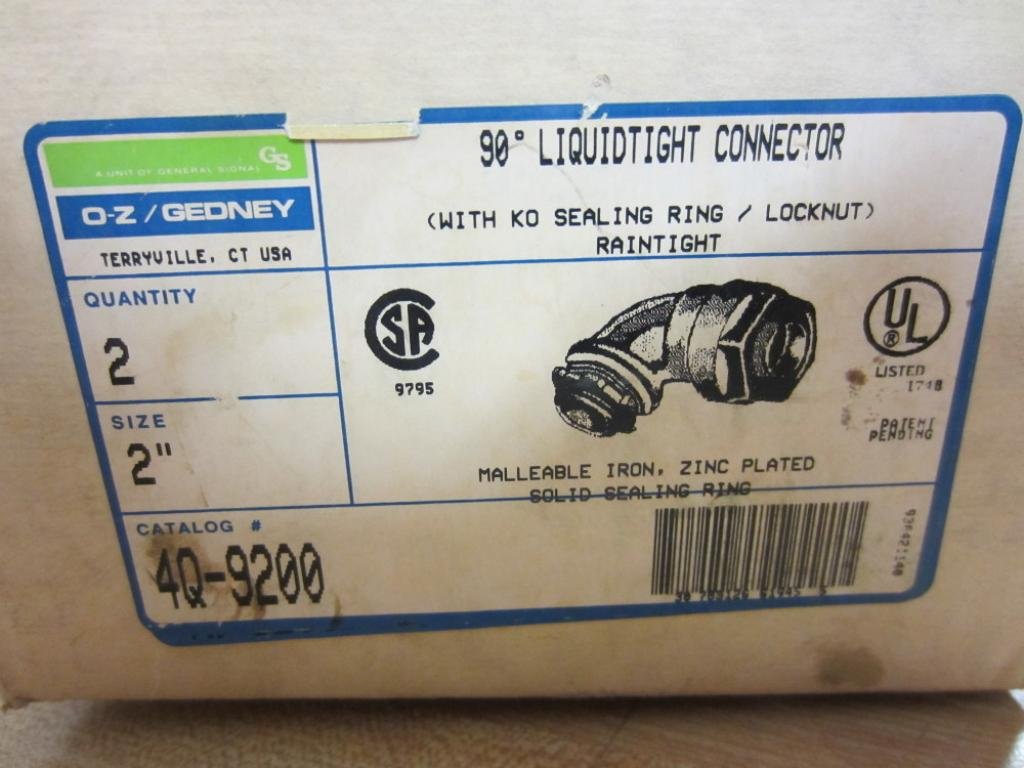 GS
A UNIT OF GENERAL SIGNAL
O-Z / GEDNEY
TERRYVILLE, CT USA
90° LIQUIDTIGHT CONNECTOR
(WITH KO SEALING RING / LOCKNUT)
RAINTIGHT
QUANTITY
2
SIZE
2"
SA
9795
UL
®
LISTED
PATENT
PENDING
MALLEABLE IRON, ZINC PLATED
SOLID SEALING RING
CATALOG #
4Q-9200